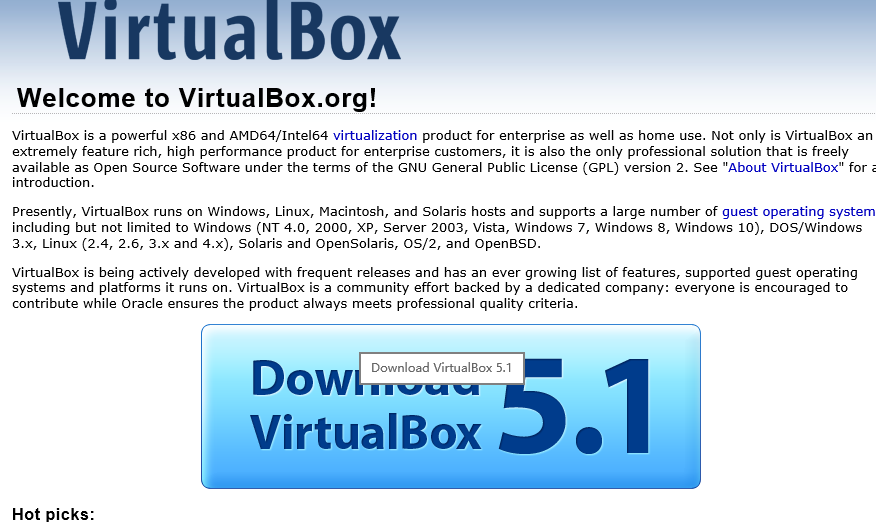 VirtualBox
Welcome to VirtualBox.org!
VirtualBox is a powerful x86 and AMD64/Intel64 virtualization product for enterprise as well as home use. Not only is VirtualBox an
extremely feature rich, high performance product for enterprise customers, it is also the only professional solution that is freely
available as Open Source Software under the terms of the GNU General Public License (GPL) version 2. See "About VirtualBox" for a
introduction.
Presently, VirtualBox runs on Windows, Linux, Macintosh, and Solaris hosts and supports a large number of guest operating system
including but not limited to Windows (NT 4.0, 2000, XP, Server 2003, Vista, Windows 7, Windows 8, Windows 10), DOS/Windows
3.x, Linux (2.4, 2.6, 3.x and 4.x), Solaris and OpenSolaris, OS/2, and OpenBSD.
VirtualBox is being actively developed with frequent releases and has an ever growing list of features, supported guest operating
systems and platforms it runs on. VirtualBox is a community effort backed by a dedicated company: everyone is encouraged to
contribute while Oracle ensures the product always meets professional quality criteria.
Download
Download VirtualBox 5.1
VirtualBox
5.1
Hot picks: